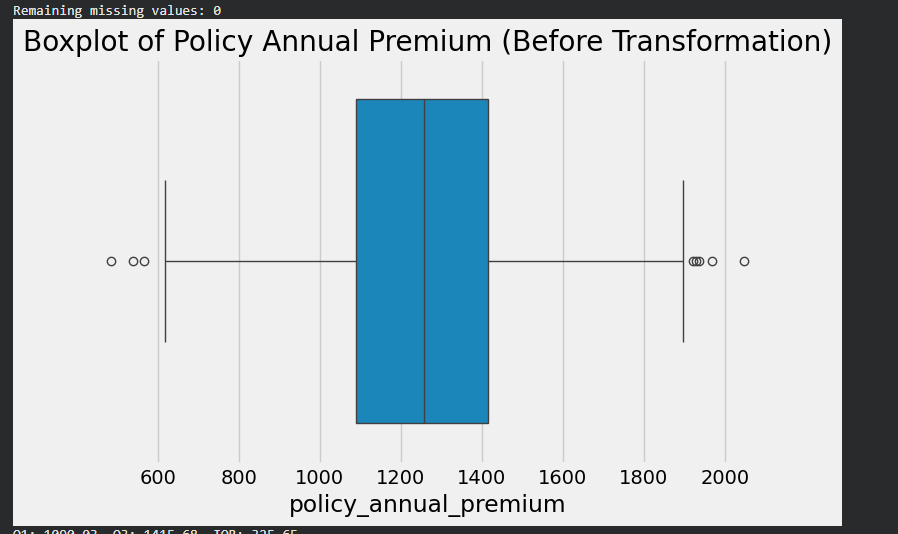 Remaining missing values: 0
Boxplot of Policy Annual Premium (Before Transformation)
600 800 1000 1200 1400 1600 1800 2000
policy_annual_premium